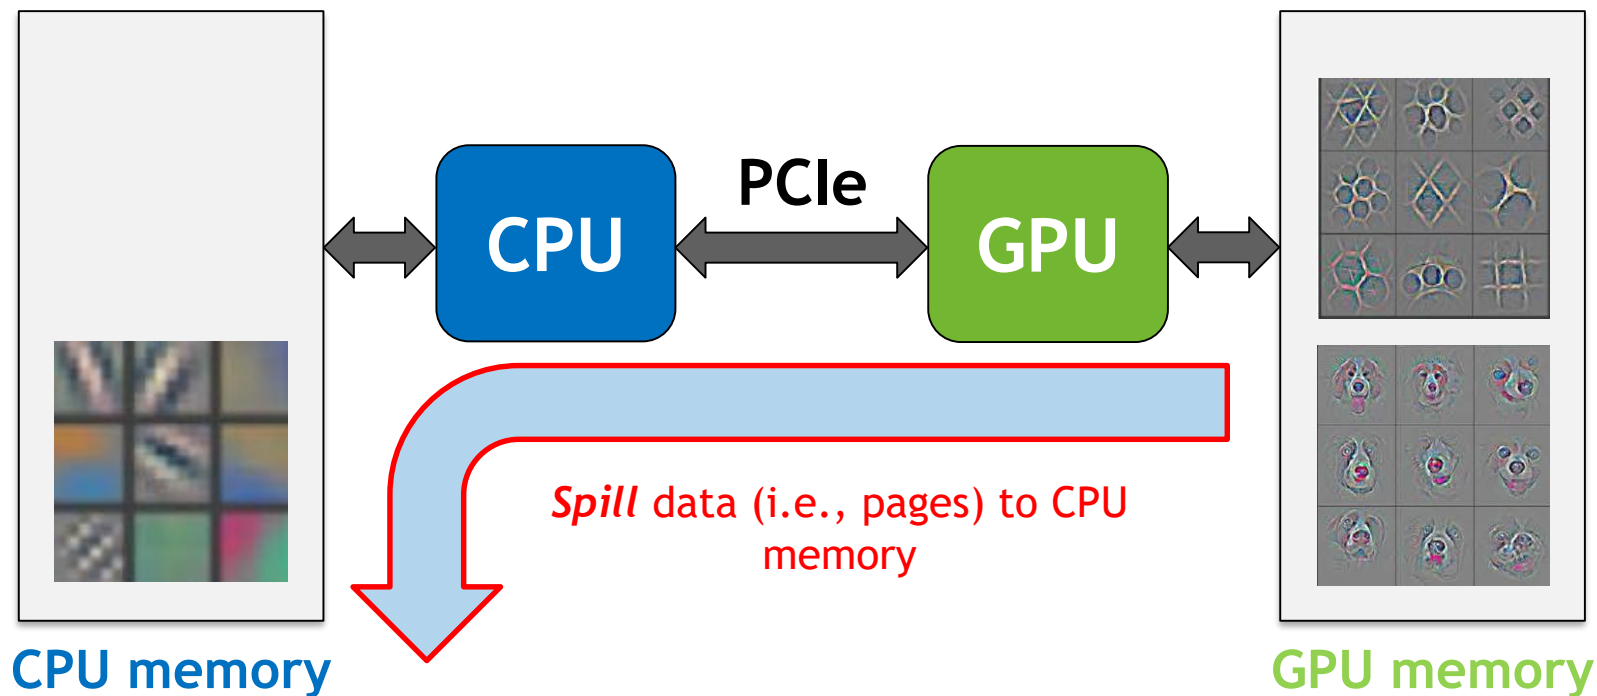 PCIe
CPU
GPU
Spill data (i.e., pages) to CPU
memory
CPU memory
GPU memory